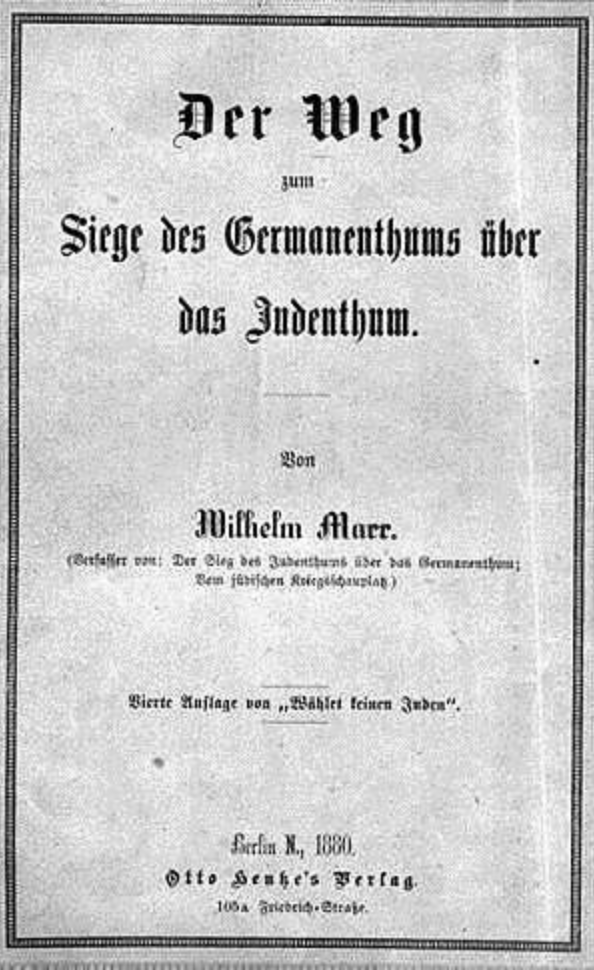 Der Weg
zum
Siege des Germanenthums über
das Judenthum.
Von
Wilhelm Marr.
(Verfasser von: Der Sieg des Judenthums über das Germanenthum;
Vom jüdischen Kriegsschauplatz.)
Vierte Auflage von „Wählet keinen Juden“.
Berlin N., 1880.
Otto Hentze's Verlag.
105A Friedrich-Straße.